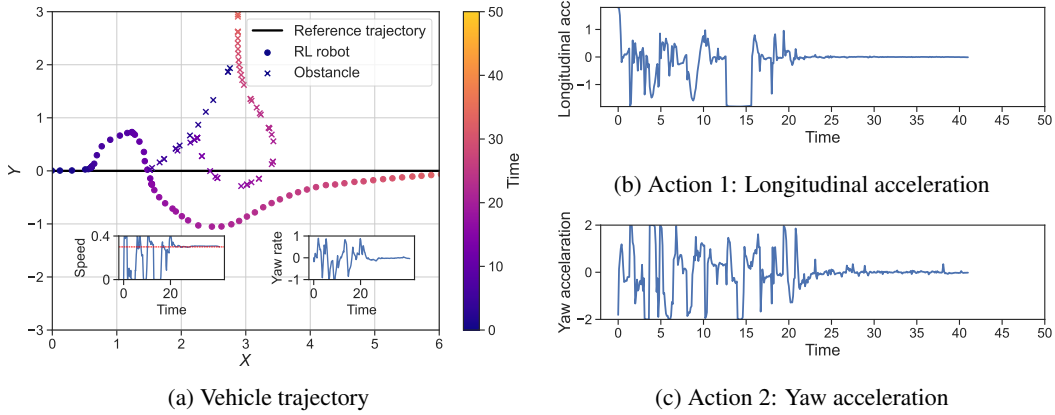 3
2
1
0
−1
−2
−3
Y
0 1 2 3 4 5 6
X
Reference trajectory
RL robot
Obstancle
0.4
0.1
Speed
0 20
Time
1
−1
Yaw rate
0 20
Time
50
40
30
20
10
0
Time
(a) Vehicle trajectory
Longitudinal acc
1
0
−1
0 5 10 15 20 25 30 35 40 45 50
Time
(b) Action 1: Longitudinal acceleration
Yaw accelaration
2
0
−2
0 5 10 15 20 25 30 35 40 45 50
Time
(c) Action 2: Yaw acceleration